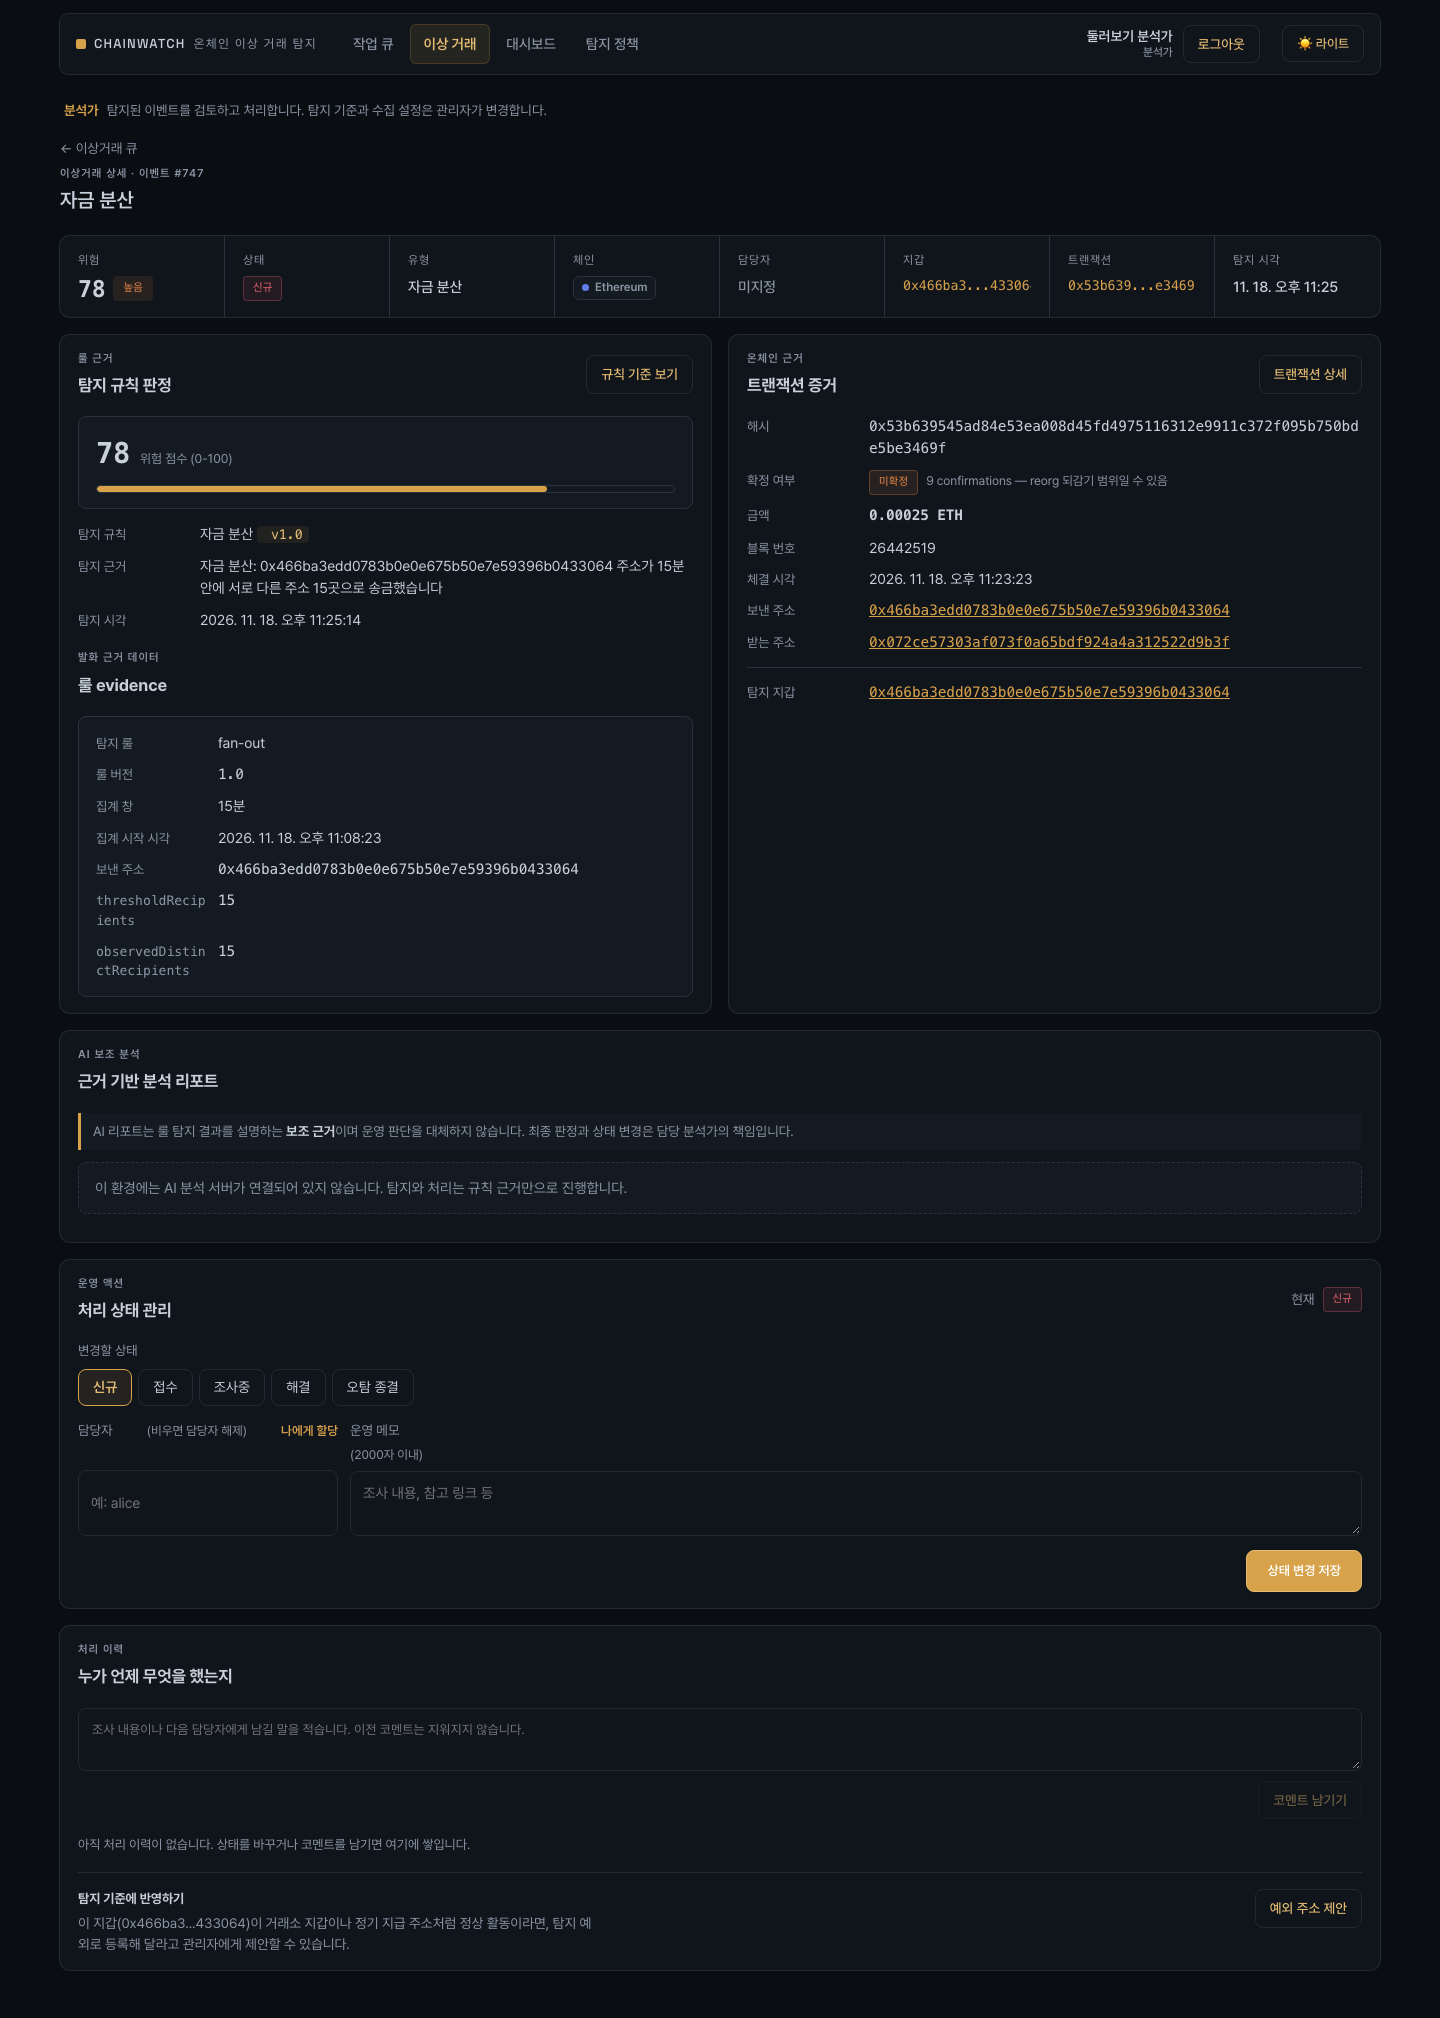 CHAINWATCH 온체인 이상 거래 탐지 작업 큐 이상 거래 대시보드 탐지 정책 둘러보기 분석가 분석가 로그아웃 ☀️ 라이트
분석가 탐지된 이벤트를 검토하고 처리합니다. 탐지 기준과 수집 설정은 관리자가 변경합니다.
← 이상거래 큐
이상거래 상세 · 이벤트 #747
자금 분산
위험 상태 유형 체인 담당자 지갑 트랜잭션 탐지 시각
78 높음 신규 자금 분산 Ethereum 미지정 0x466ba3...43306 0x53b639...e3469 11. 18. 오후 11:25
룰 근거
탐지 규칙 판정
규칙 기준 보기
78 위험 점수 (0-100)
탐지 규칙 자금 분산 v1.0
탐지 근거 자금 분산: 0x466ba3edd0783b0e0e675b50e7e59396b0433064 주소가 15분
안에 서로 다른 주소 15곳으로 송금했습니다
탐지 시각 2026. 11. 18. 오후 11:25:14
발화 근거 데이터
룰 evidence
탐지 룰 fan-out
룰 버전 1.0
집계 창 15분
집계 시작 시각 2026. 11. 18. 오후 11:08:23
보낸 주소 0x466ba3edd0783b0e0e675b50e7e59396b0433064
thresholdRecip 15
ients
observedDistin 15
ctRecipients
온체인 근거
트랜잭션 증거
트랜잭션 상세
해시 0x53b639545ad84e53ea008d45fd4975116312e9911c372f095b750bd
e5be3469f
확정 여부 미확정 9 confirmations — reorg 되감기 범위일 수 있음
금액 0.00025 ETH
블록 번호 26442519
체결 시각 2026. 11. 18. 오후 11:23:23
보낸 주소 0x466ba3edd0783b0e0e675b50e7e59396b0433064
받는 주소 0x072ce57303af073f0a65bdf924a4a312522d9b3f
탐지 지갑 0x466ba3edd0783b0e0e675b50e7e59396b0433064
AI 보조 분석
근거 기반 분석 리포트
AI 리포트는 룰 탐지 결과를 설명하는 보조 근거이며 운영 판단을 대체하지 않습니다. 최종 판정과 상태 변경은 담당 분석가의 책임입니다.
이 환경에는 AI 분석 서버가 연결되어 있지 않습니다. 탐지와 처리는 규칙 근거만으로 진행합니다.
운영 액션
처리 상태 관리
현재 신규
변경할 상태
신규 접수 조사중 해결 오탐 종결
담당자 (비우면 담당자 해제) 나에게 할당 운영 메모
(2000자 이내)
예: alice 조사 내용, 참고 링크 등
상태 변경 저장
처리 이력
누가 언제 무엇을 했는지
조사 내용이나 다음 담당자에게 남길 말을 적습니다. 이전 코멘트는 지워지지 않습니다.
코멘트 남기기
아직 처리 이력이 없습니다. 상태를 바꾸거나 코멘트를 남기면 여기에 쌓입니다.
탐지 기준에 반영하기
이 지갑(0x466ba3...433064)이 거래소 지갑이나 정기 지급 주소처럼 정상 활동이라면, 탐지 예
외로 등록해 달라고 관리자에게 제안할 수 있습니다.
예외 주소 제안